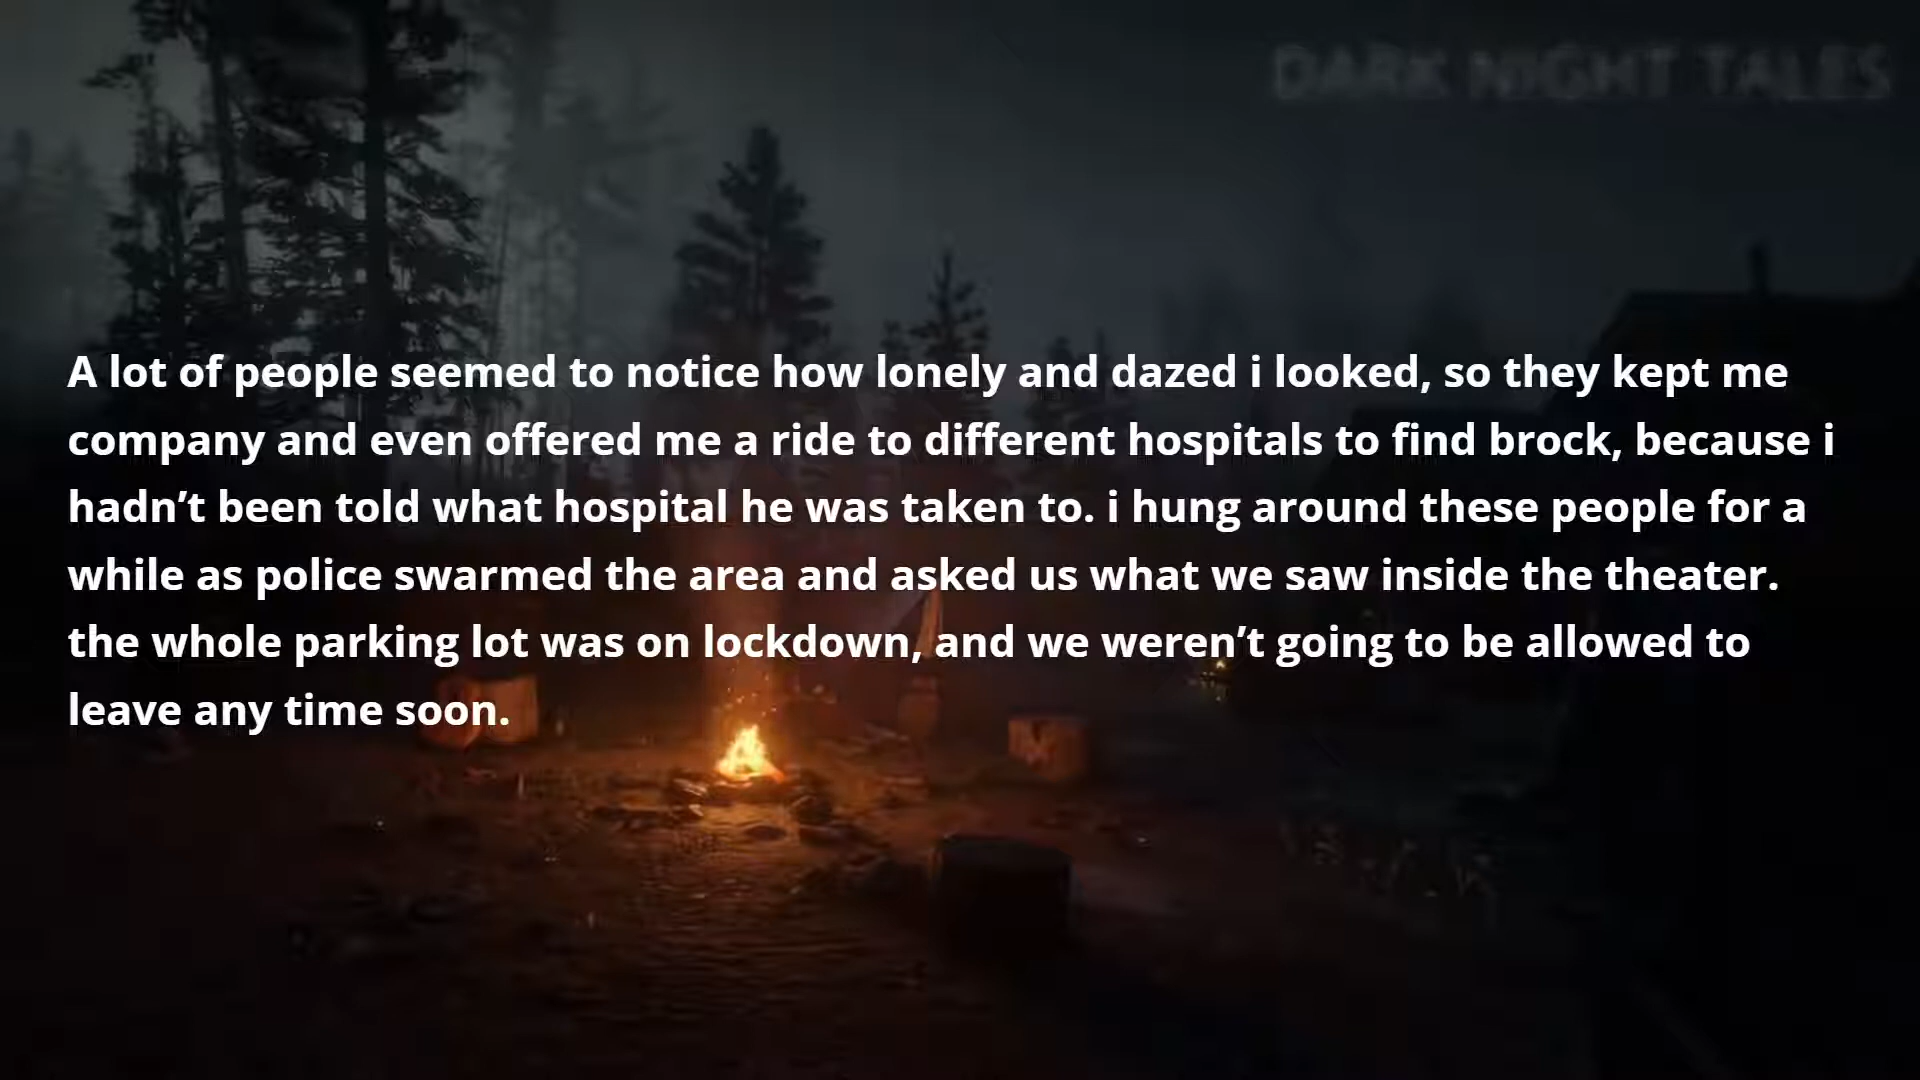 DARK NIGHT TALES
A lot of people seemed to notice how lonely and dazed i looked, so they kept me
company and even offered me a ride to different hospitals to find brock, because i
hadn’t been told what hospital he was taken to. i hung around these people for a
while as police swarmed the area and asked us what we saw inside the theater.
the whole parking lot was on lockdown, and we weren’t going to be allowed to
leave any time soon.